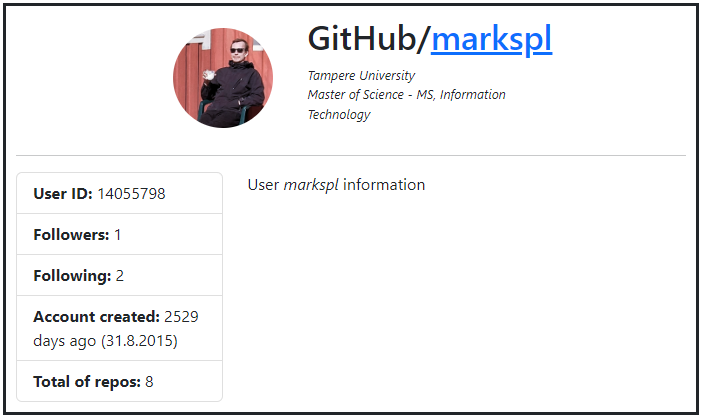 GitHub/markspl
Tampere University
Master of Science - MS, Information
Technology
User ID: 14055798
Followers: 1
Following: 2
Account created: 2529
days ago (31.8.2015)
Total of repos: 8
User markspl information